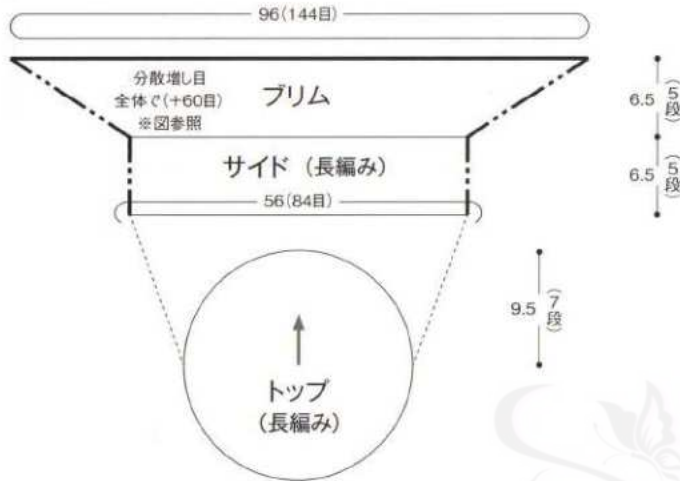 96(144目)
分散増し目
全体で(+60目)
※図参照
ブリム
6.5(5段)
サイド (長編み)
6.5(5段)
56(84目)
9.5(7段)
トップ
(長編み)